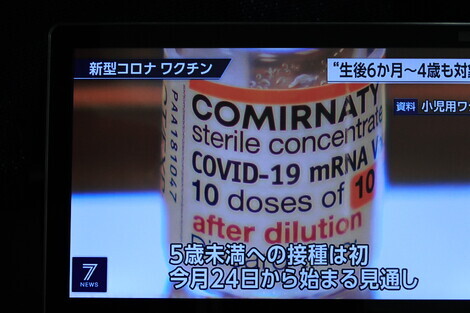 新型コロナ ワクチン
“生後6か月～4歳も対
資料 小児用ワ
COMIRNATY
sterile concentrate
COVID-19 mRNA V
10 doses of 10
after dilution
PAA181047
5歳未満への接種は初
今月24日から始まる見通し
7
NEWS